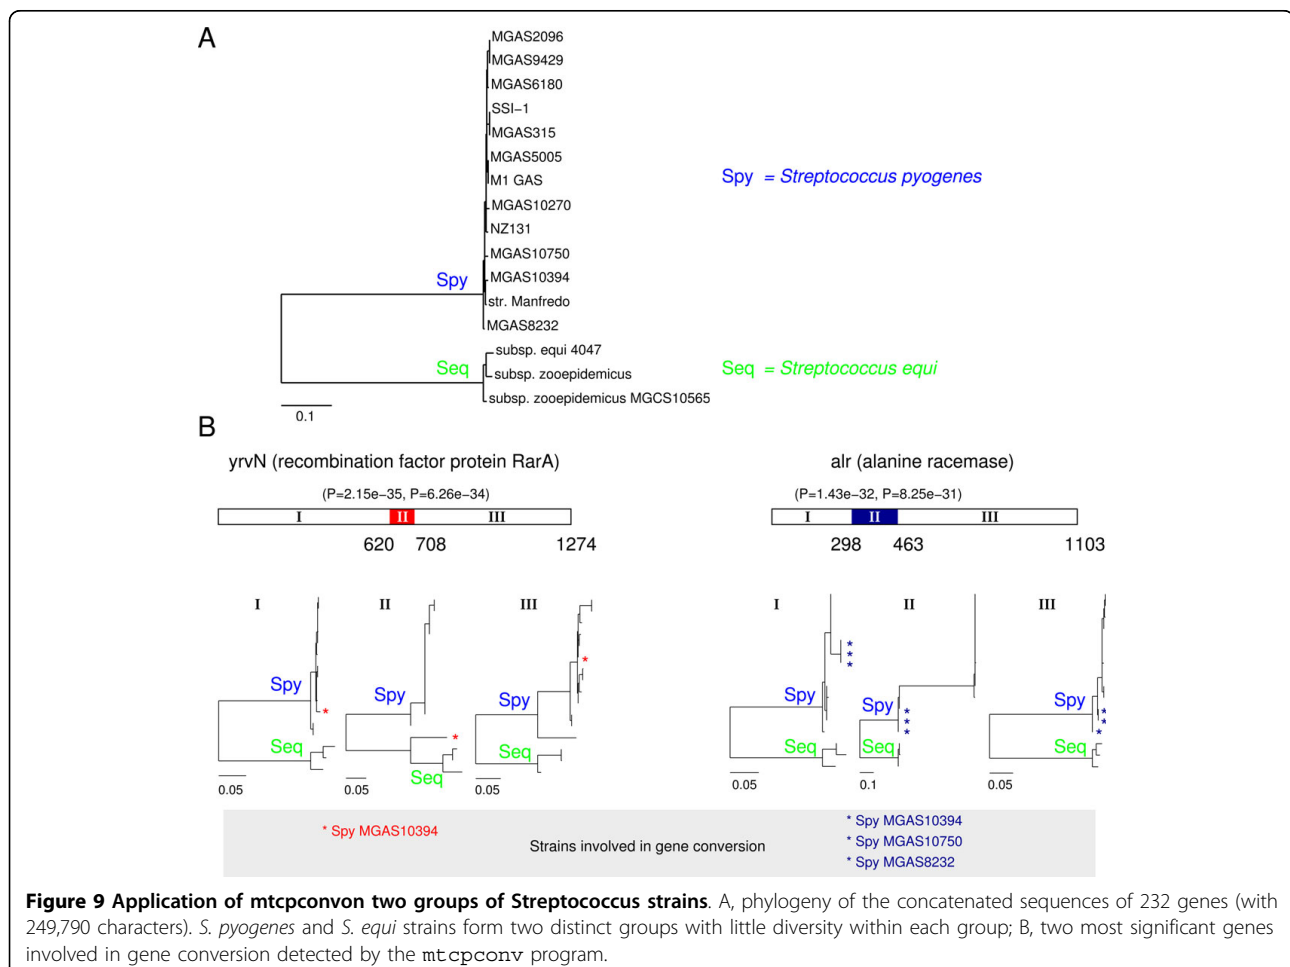 A
MGAS2096
MGAS9429
MGAS6180
SSI−1
MGAS315
MGAS5005
M1 GAS
MGAS10270
NZ131
MGAS10750
MGAS10394
str. Manfredo
MGAS8232
subsp. equi 4047
subsp. zooepidemicus
subsp. zooepidemicus MGCS10565
Spy
Seq
0.1
Spy = Streptococcus pyogenes
Seq = Streptococcus equi
B
yrvN (recombination factor protein RarA)
(P=2.15e−35, P=6.26e−34)
I II III
620 708 1274
I II III
Spy Spy Spy
* * *
Seq Seq Seq
0.05 0.05 0.05
alr (alanine racemase)
(P=1.43e−32, P=8.25e−31)
I II III
298 463 1103
I II III
* * *
Spy Spy Spy
* * *
* * *
Seq Seq Seq
0.05 0.1 0.05
* Spy MGAS10394
Strains involved in gene conversion
* Spy MGAS10394
* Spy MGAS10750
* Spy MGAS8232
Figure 9 Application of mtcpconvon two groups of Streptococcus strains. A, phylogeny of the concatenated sequences of 232 genes (with
249,790 characters). S. pyogenes and S. equi strains form two distinct groups with little diversity within each group; B, two most significant genes
involved in gene conversion detected by the mtcpconv program.